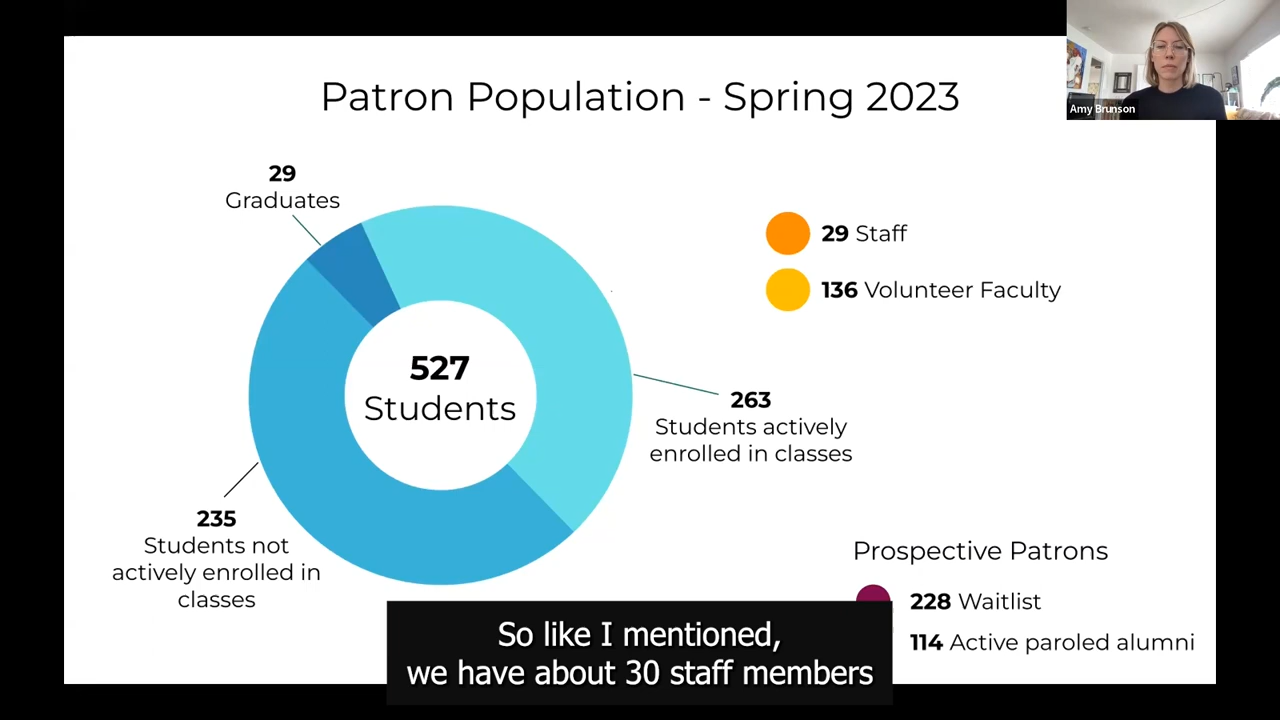 Patron Population - Spring 2023
Amy Brunson
29
Graduates
29 Staff
136 Volunteer Faculty
527
Students
263
Students actively
enrolled in classes
235
Students not
actively enrolled in
classes
Prospective Patrons
228 Waitlist
114 Active paroled alumni
So like I mentioned,
we have about 30 staff members